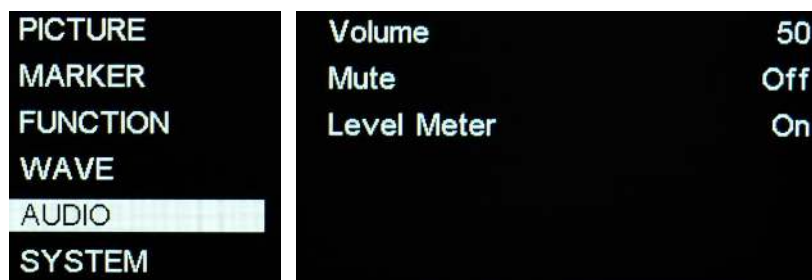 PICTURE
MARKER
FUNCTION
WAVE
AUDIO
SYSTEM
Volume 50
Mute Off
Level Meter On